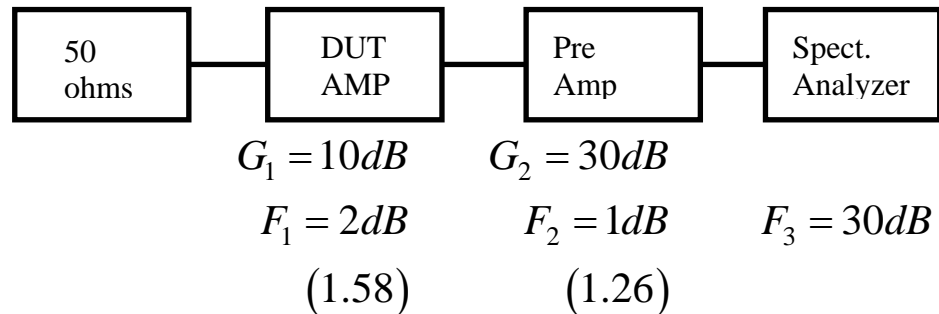 50 ohms
DUT AMP
Pre Amp
Spect. Analyzer
G₁ = 10dB G₂ = 30dB
F₁ = 2dB F₂ = 1dB F₃ = 30dB
(1.58) (1.26)